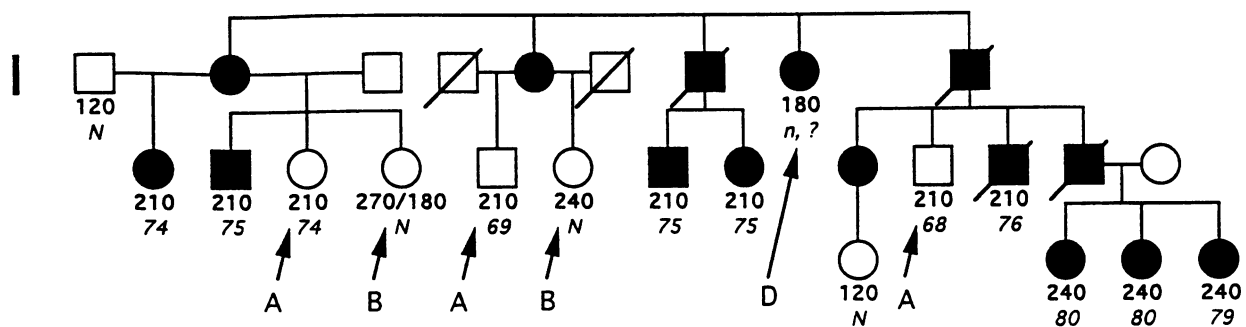 I
120
N
180
n, ?
210 210 210 270/180 210 240 210 210 210 210
74 75 74 N 69 N 75 75 68 76
A B A B D A
120 240 240 240
N 80 80 79